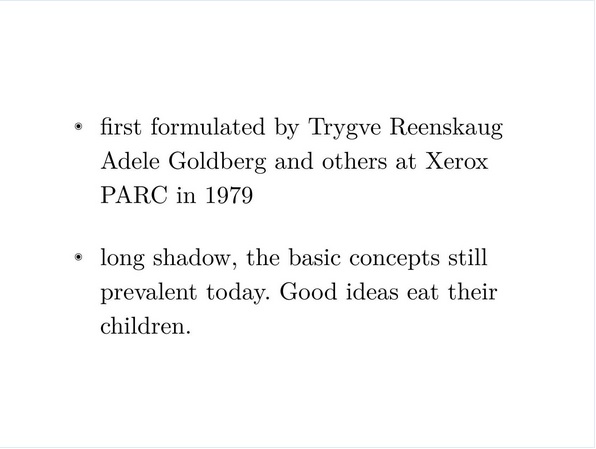 first formulated by Trygve Reenskaug
Adele Goldberg and others at Xerox
PARC in 1979
long shadow, the basic concepts still
prevalent today. Good ideas eat their
children.